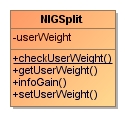 NIGSplit
-userWeight
+checkUserWeight()
+getUserWeight()
+infoGain()
+setUserWeight()